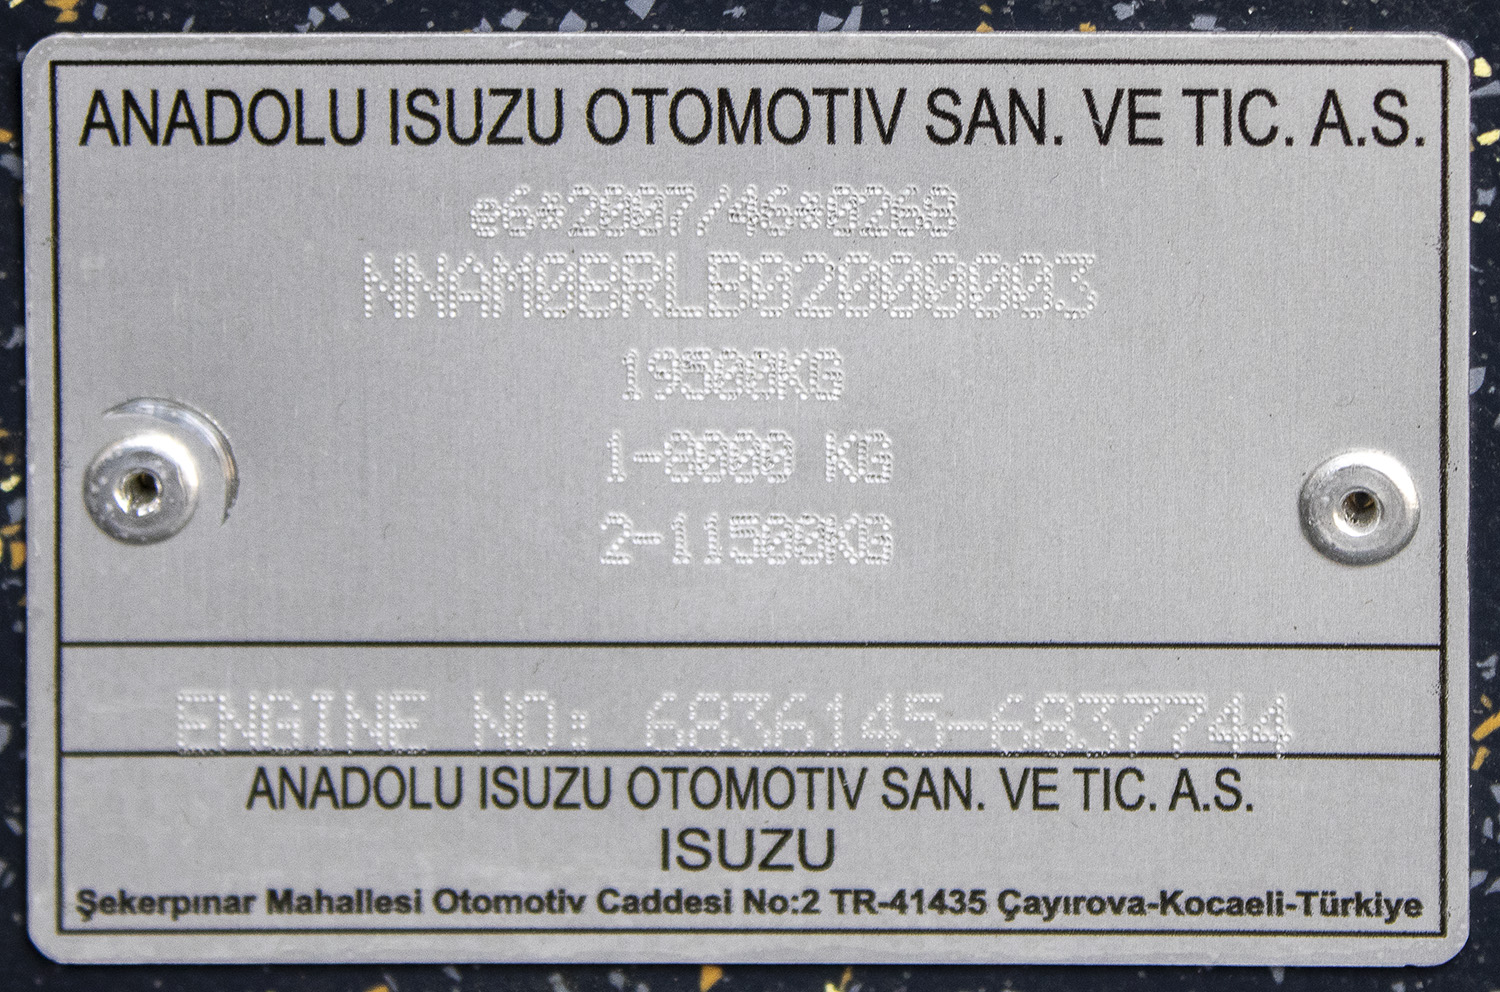 ANADOLU ISUZU OTOMOTIV SAN. VE TIC. A.S.
e6*2007/46*0268
NNAM0BRLB02000003
19500KG
1-8000 KG
2-11500KG
ENGINE NO: 6836145-6837744
ANADOLU ISUZU OTOMOTIV SAN. VE TIC. A.S.
ISUZU
Şekerpınar Mahallesi Otomotiv Caddesi No:2 TR-41435 Çayırova-Kocaeli-Türkiye